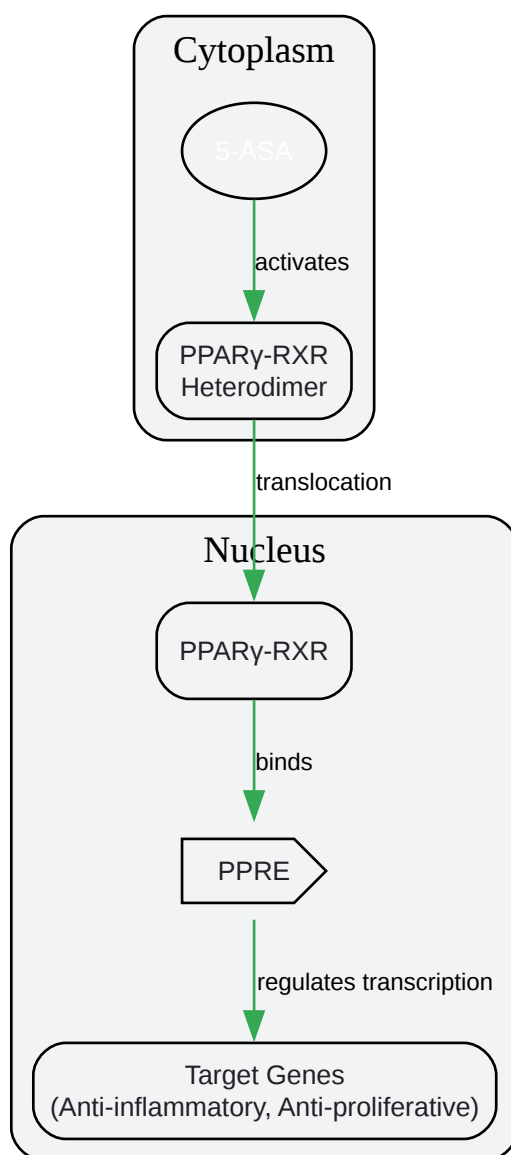 Cytoplasm
5-ASA
activates
PPARγ-RXR
Heterodimer
translocation
Nucleus
PPARγ-RXR
binds
PPRE
regulates transcription
Target Genes
(Anti-inflammatory, Anti-proliferative)